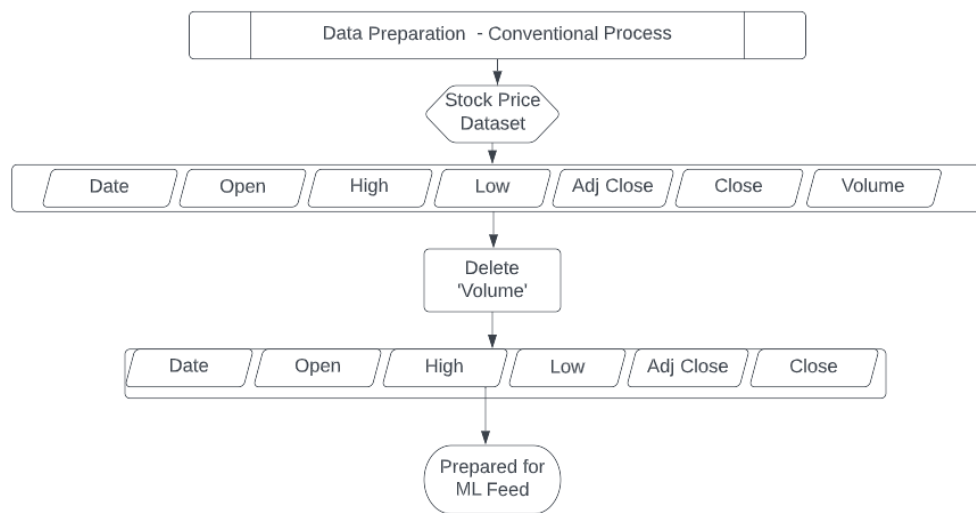 Data Preparation - Conventional Process
Stock Price
Dataset
Date Open High Low Adj Close Close Volume
Delete
'Volume'
Date Open High Low Adj Close Close
Prepared for
ML Feed